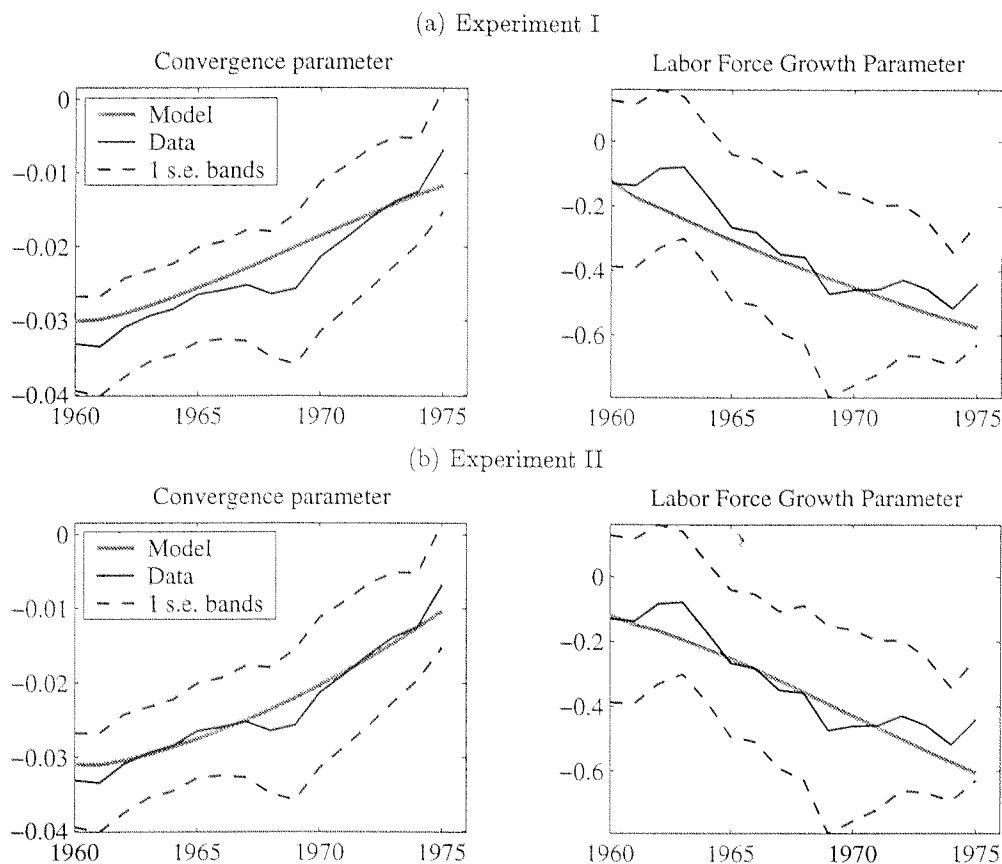 (a) Experiment I
Convergence parameter
Labor Force Growth Parameter
0
−0.01
−0.02
−0.03
−0.04
Model
Data
1 s.e. bands
1960
1965
1970
1975
0
−0.2
−0.4
−0.6
1960
1965
1970
1975
(b) Experiment II
Convergence parameter
Labor Force Growth Parameter
0
−0.01
−0.02
−0.03
−0.04
Model
Data
1 s.e. bands
1960
1965
1970
1975
0
−0.2
−0.4
−0.6
1960
1965
1970
1975